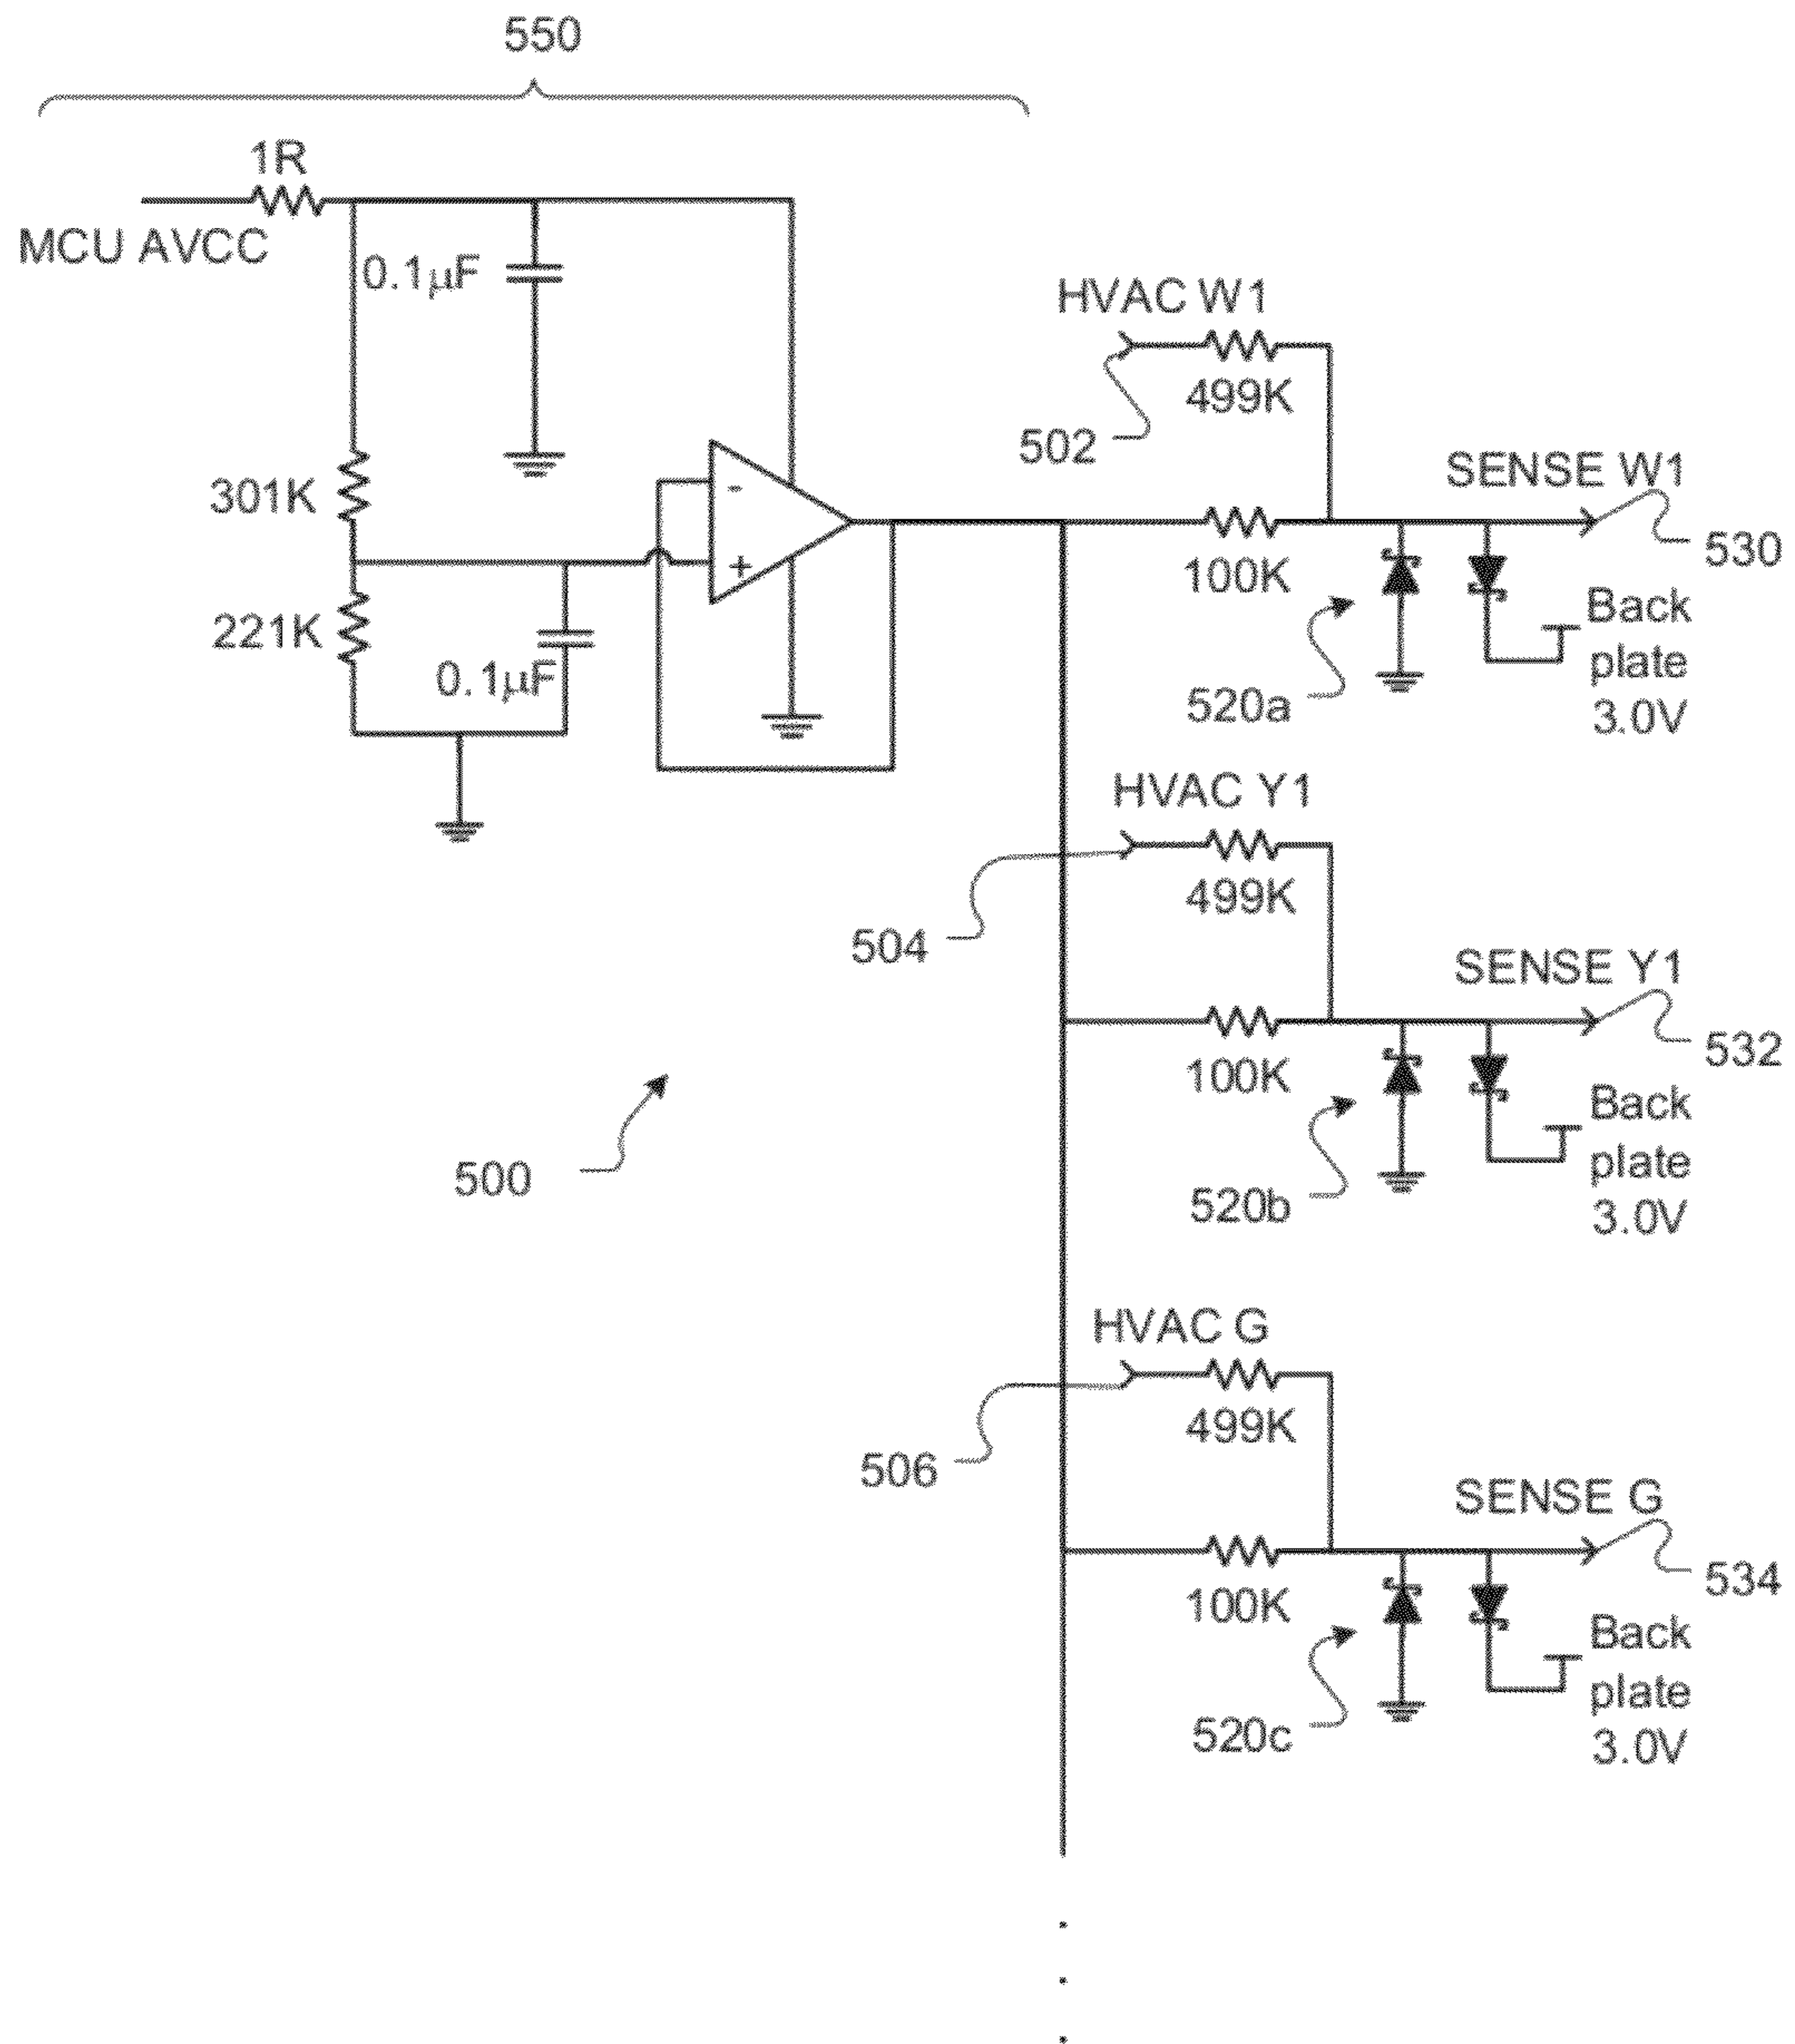 550
1R
MCU AVCC
0.1µF
301K
221K
0.1µF
-
+
HVAC W1
499K
502
SENSE W1
100K
530
520a
Back
plate
3.0V
HVAC Y1
499K
504
SENSE Y1
100K
532
520b
Back
plate
3.0V
500
HVAC G
499K
506
SENSE G
100K
534
520c
Back
plate
3.0V